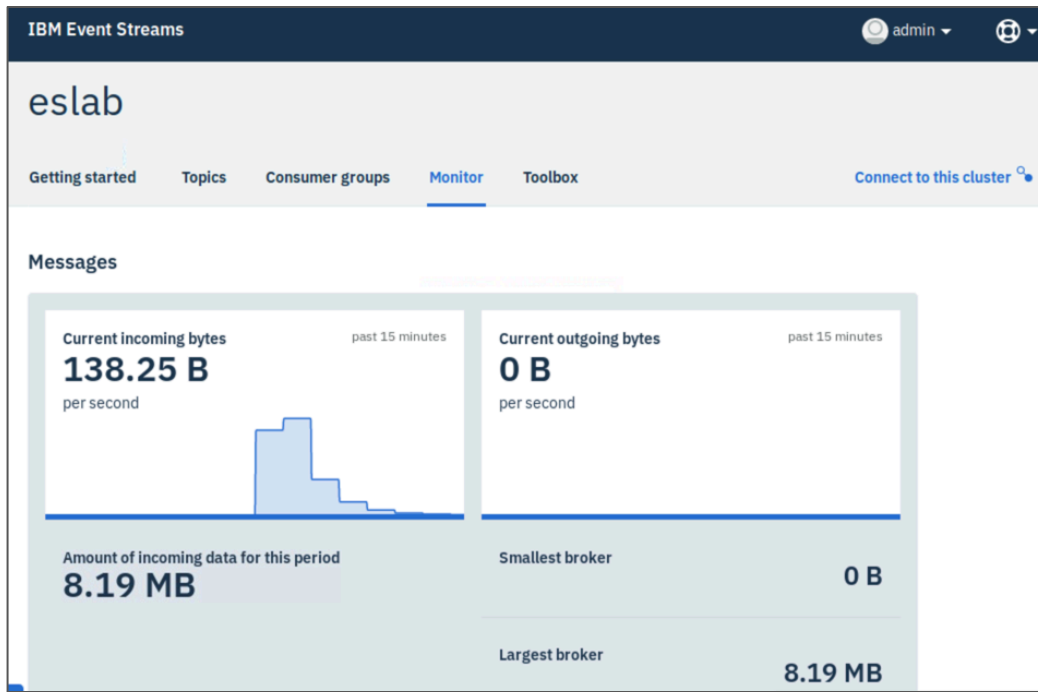 IBM Event Streams
admin
eslab
Getting started Topics Consumer groups Monitor Toolbox Connect to this cluster
Messages
Current incoming bytes past 15 minutes
138.25 B
per second
Current outgoing bytes past 15 minutes
0 B
per second
Amount of incoming data for this period
8.19 MB
Smallest broker
0 B
Largest broker
8.19 MB